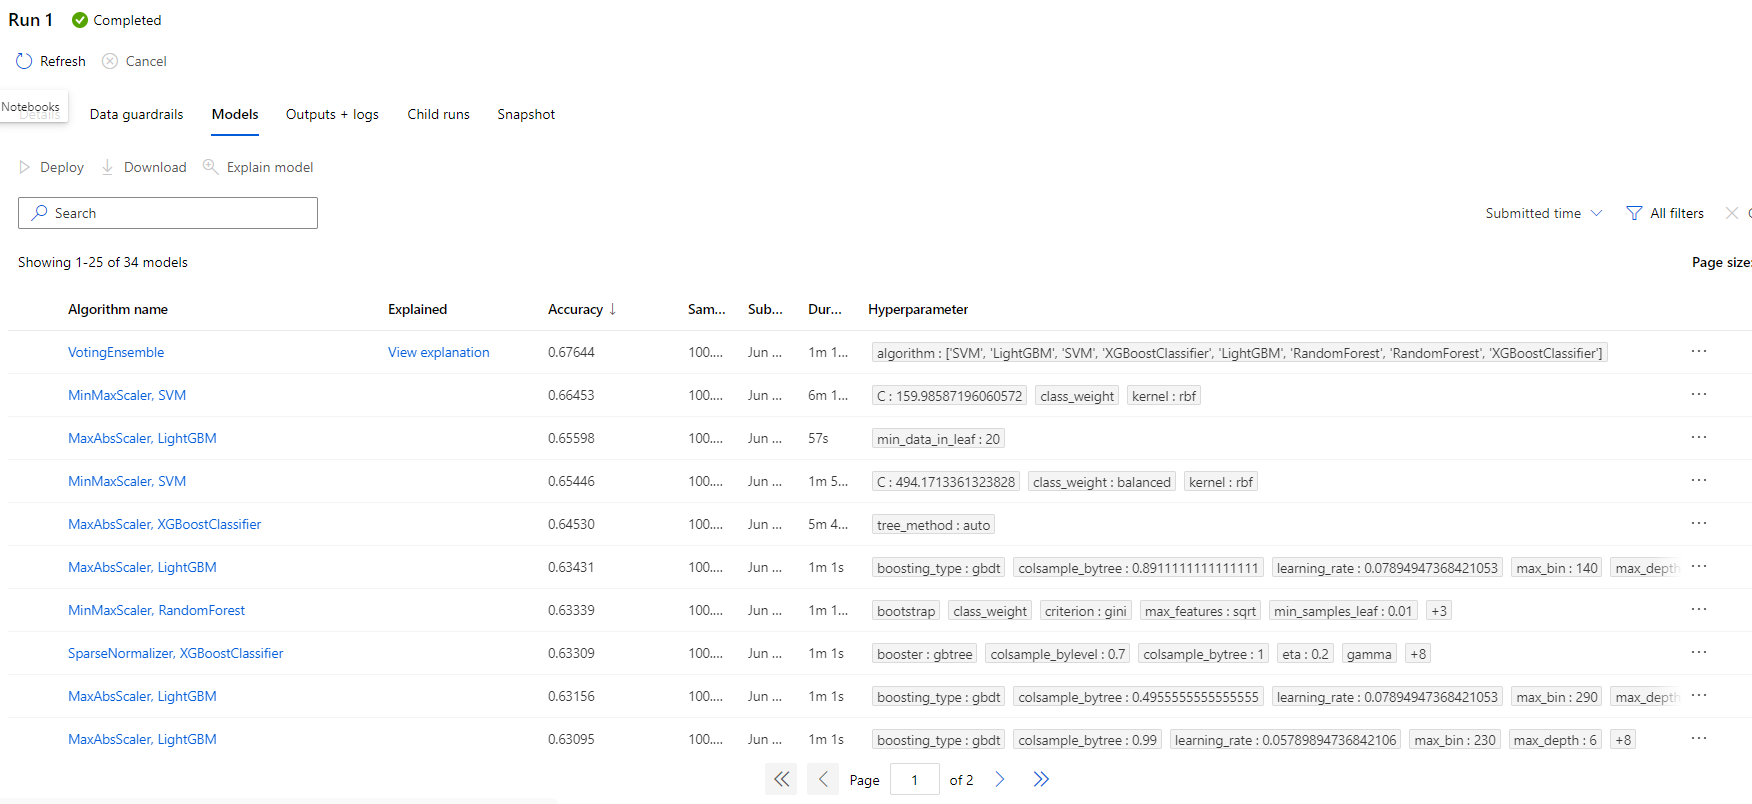 Run 1 Completed
Refresh Cancel
Notebooks
Details Data guardrails Models Outputs + logs Child runs Snapshot
Deploy Download Explain model
Search Submitted time All filters
Showing 1-25 of 34 models Page size:
Algorithm name Explained Accuracy ↓ Sam... Sub... Dur... Hyperparameter
VotingEnsemble View explanation 0.67644 100.... Jun ... 1m 1... algorithm : ['SVM', 'LightGBM', 'SVM', 'XGBoostClassifier', 'LightGBM', 'RandomForest', 'RandomForest', 'XGBoostClassifier'] ...
MinMaxScaler, SVM 0.66453 100.... Jun ... 6m 1... C : 159.98587196060572 class_weight kernel : rbf ...
MaxAbsScaler, LightGBM 0.65598 100.... Jun ... 57s min_data_in_leaf : 20 ...
MinMaxScaler, SVM 0.65446 100.... Jun ... 1m 5... C : 494.1713361323828 class_weight : balanced kernel : rbf ...
MaxAbsScaler, XGBoostClassifier 0.64530 100.... Jun ... 5m 4... tree_method : auto ...
MaxAbsScaler, LightGBM 0.63431 100.... Jun ... 1m 1s boosting_type : gbdt colsample_bytree : 0.8911111111111111 learning_rate : 0.07894947368421053 max_bin : 140 max_depth ...
MinMaxScaler, RandomForest 0.63339 100.... Jun ... 1m 1... bootstrap class_weight criterion : gini max_features : sqrt min_samples_leaf : 0.01 +3 ...
SparseNormalizer, XGBoostClassifier 0.63309 100.... Jun ... 1m 1s booster : gbtree colsample_bylevel : 0.7 colsample_bytree : 1 eta : 0.2 gamma +8 ...
MaxAbsScaler, LightGBM 0.63156 100.... Jun ... 1m 1s boosting_type : gbdt colsample_bytree : 0.4955555555555555 learning_rate : 0.07894947368421053 max_bin : 290 max_depth ...
MaxAbsScaler, LightGBM 0.63095 100.... Jun ... 1m 1s boosting_type : gbdt colsample_bytree : 0.99 learning_rate : 0.05789894736842106 max_bin : 230 max_depth : 6 +8 ...
Page 1 of 2